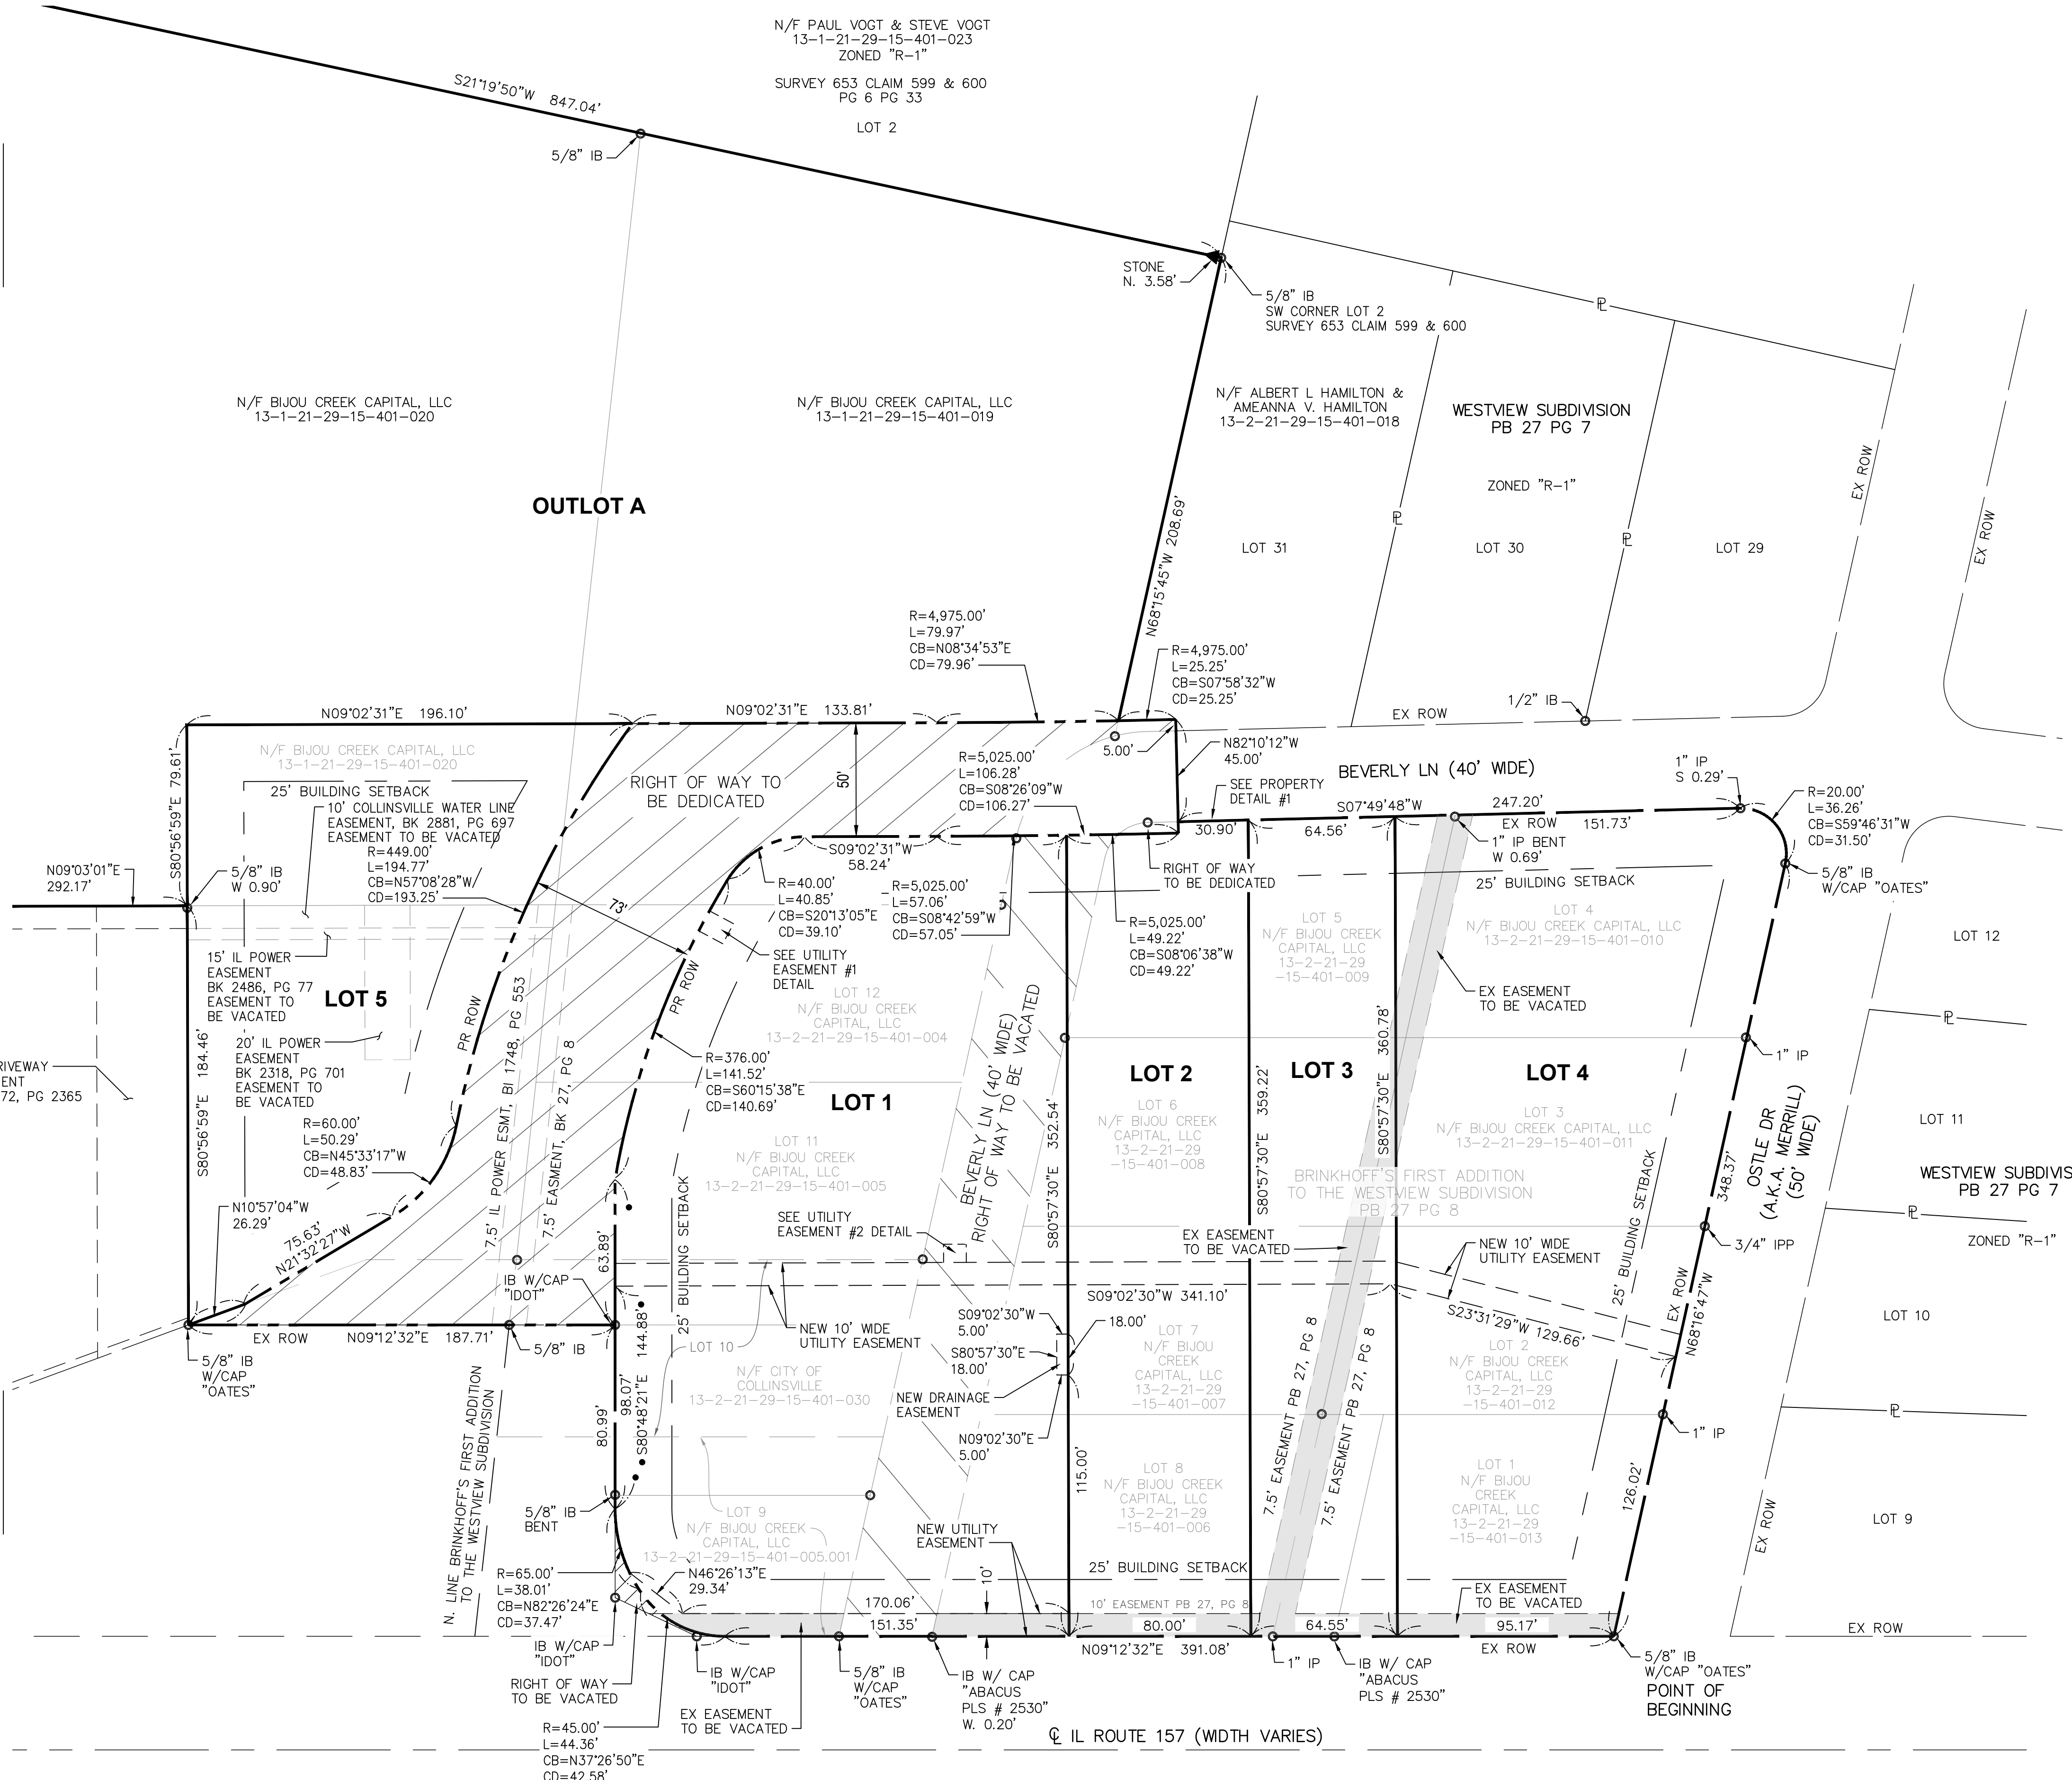 N/F PAUL VOGT & STEVE VOGT
13-1-21-29-15-401-023
ZONED "R-1"
SURVEY 653 CLAIM 599 & 600
PG 6 PG 33
LOT 2
S21°19'50"W 847.04'
5/8" IB
STONE
N. 3.58'
5/8" IB
SW CORNER LOT 2
SURVEY 653 CLAIM 599 & 600
N/F BIJOU CREEK CAPITAL, LLC
13-1-21-29-15-401-020
N/F BIJOU CREEK CAPITAL, LLC
13-1-21-29-15-401-019
N/F ALBERT L HAMILTON &
AMEANNA V. HAMILTON
13-2-21-29-15-401-018
WESTVIEW SUBDIVISION
PB 27 PG 7
ZONED "R-1"
EX ROW
EX ROW
OUTLOT A
N68°15'45"W 208.69'
PL
PL
PL
LOT 31
LOT 30
LOT 29
R=4,975.00'
L=79.97'
CB=N08°34'53"E
CD=79.96'
R=4,975.00'
L=25.25'
CB=S07°58'32"W
CD=25.25'
1/2" IB
EX ROW
N09°02'31"E 196.10'
N09°02'31"E 133.81'
5.00'
N82°10'12"W
45.00'
BEVERLY LN (40' WIDE)
1" IP
S 0.29'
R=20.00'
L=36.26'
CB=S59°46'31"W
CD=31.50'
S80°56'59"E 79.61'
N/F BIJOU CREEK CAPITAL, LLC
13-1-21-29-15-401-020
25' BUILDING SETBACK
10' COLLINSVILLE WATER LINE
EASEMENT, BK 2881, PG 697
EASEMENT TO BE VACATED
RIGHT OF WAY TO
BE DEDICATED
50'
R=5,025.00'
L=106.28'
CB=S08°26'09"W
CD=106.27'
SEE PROPERTY
DETAIL #1
S07°49'48"W 247.20'
30.90'
64.56'
EX ROW
151.73'
1" IP BENT
W 0.69'
R=449.00'
L=194.77'
CB=N57°08'28"W
CD=193.25'
S09°02'31"W
58.24'
RIGHT OF WAY
TO BE DEDICATED
25' BUILDING SETBACK
5/8" IB
W/CAP "OATES"
N09°03'01"E
292.17'
5/8" IB
W 0.90'
73'
R=40.00'
L=40.85'
CB=S20°13'05"E
CD=39.10'
R=5,025.00'
L=57.06'
CB=S08°42'59"W
CD=57.05'
R=5,025.00'
L=49.22'
CB=S08°06'38"W
CD=49.22'
LOT 5
N/F BIJOU CREEK
CAPITAL, LLC
13-2-21-29
-15-401-009
LOT 4
N/F BIJOU CREEK CAPITAL, LLC
13-2-21-29-15-401-010
LOT 12
15' IL POWER
EASEMENT
BK 2486, PG 77
EASEMENT TO
BE VACATED
LOT 5
SEE UTILITY
EASEMENT #1
DETAIL
LOT 12
N/F BIJOU CREEK
CAPITAL, LLC
13-2-21-29-15-401-004
EX EASEMENT
TO BE VACATED
PR ROW
PR ROW
20' IL POWER
EASEMENT
BK 2318, PG 701
EASEMENT TO
BE VACATED
RIVEWAY
ENT
72, PG 2365
S80°56'59"E 184.46'
7.5' IL POWER ESMT, BI 1748, PG 553
7.5' EASMENT, BK 27, PG 8
BEVERLY LN (40' WIDE)
RIGHT OF WAY TO BE VACATED
R=376.00'
L=141.52'
CB=S60°15'38"E
CD=140.69'
LOT 1
LOT 2
LOT 3
LOT 4
1" IP
PL
R=60.00'
L=50.29'
CB=N45°33'17"W
CD=48.83'
LOT 11
N/F BIJOU CREEK
CAPITAL, LLC
13-2-21-29-15-401-005
S80°57'30"E 352.54'
LOT 6
N/F BIJOU CREEK
CAPITAL, LLC
13-2-21-29
-15-401-008
S80°57'30"E 359.22'
S80°57'30"E 360.78'
LOT 3
N/F BIJOU CREEK CAPITAL, LLC
13-2-21-29-15-401-011
BRINKHOFF'S FIRST ADDITION
TO THE WESTVIEW SUBDIVISION
PB 27 PG 8
OSTLE DR
(A.K.A. MERRILL)
(50' WIDE)
348.37'
LOT 11
WESTVIEW SUBDIVIS
PB 27 PG 7
PL
ZONED "R-1"
N10°57'04"W
26.29'
75.63'
N21°32'27"W
63.89'
25' BUILDING SETBACK
SEE UTILITY
EASEMENT #2 DETAIL
EX EASEMENT
TO BE VACATED
NEW 10' WIDE
UTILITY EASEMENT
3/4" IPP
25' BUILDING SETBACK
IB W/CAP
"IDOT"
S09°02'30"W 341.10'
S23°31'29"W 129.66'
EX ROW
N68°16'47"W
EX ROW
N09°12'32"E 187.71'
5/8" IB
5/8" IB
W/CAP
"OATES"
S80°48'21"E 144.88'
98.07'
80.99'
LOT 10
NEW 10' WIDE
UTILITY EASEMENT
N/F CITY OF
COLLINSVILLE
13-2-21-29-15-401-030
S09°02'30"W
5.00'
18.00'
S80°57'30"E
18.00'
NEW DRAINAGE
EASEMENT
N09°02'30"E
5.00'
LOT 7
N/F BIJOU
CREEK
CAPITAL, LLC
13-2-21-29
-15-401-007
7.5' EASEMENT PB 27, PG 8
7.5' EASEMENT PB 27, PG 8
LOT 2
N/F BIJOU CREEK
CAPITAL, LLC
13-2-21-29
-15-401-012
LOT 10
PL
1" IP
N. LINE BRINKHOFF'S FIRST ADDITION
TO THE WESTVIEW SUBDIVISION
5/8" IB
BENT
LOT 9
N/F BIJOU CREEK
CAPITAL, LLC
13-2-21-29-15-401-005.001
115.00'
LOT 8
N/F BIJOU CREEK
CAPITAL, LLC
13-2-21-29
-15-401-006
LOT 1
N/F BIJOU
CREEK
CAPITAL, LLC
13-2-21-29
-15-401-013
126.02'
EX ROW
LOT 9
NEW UTILITY
EASEMENT
25' BUILDING SETBACK
R=65.00'
L=38.01'
CB=N82°26'24"E
CD=37.47'
N46°26'13"E
29.34'
10'
170.06'
10' EASEMENT PB 27, PG 8
EX EASEMENT
TO BE VACATED
151.35'
80.00'
64.55'
95.17'
EX ROW
N09°12'32"E 391.08'
EX ROW
IB W/CAP
"IDOT"
RIGHT OF WAY
TO BE VACATED
IB W/CAP
"IDOT"
5/8" IB
W/CAP
"OATES"
IB W/ CAP
"ABACUS
PLS # 2530"
W. 0.20'
1" IP
IB W/ CAP
"ABACUS
PLS # 2530"
5/8" IB
W/CAP "OATES"
POINT OF
BEGINNING
EX EASEMENT
TO BE VACATED
R=45.00'
L=44.36'
CB=N37°26'50"E
CD=42.58'
CL IL ROUTE 157 (WIDTH VARIES)